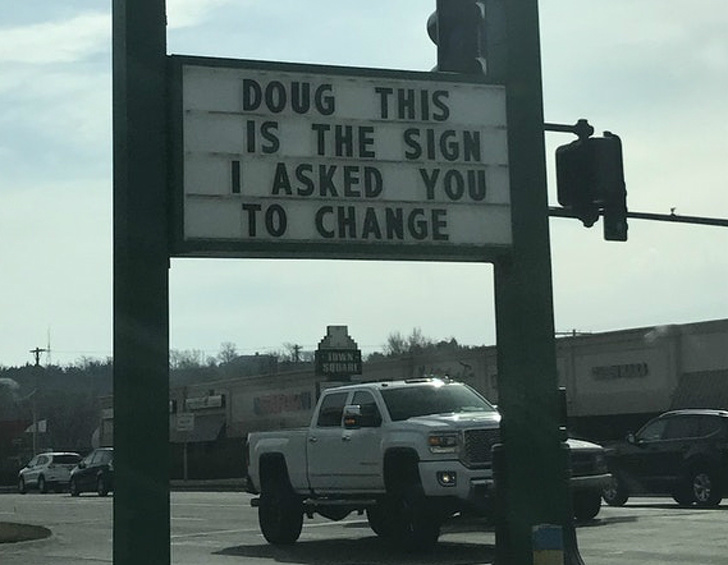 DOUG THIS
IS THE SIGN
I ASKED YOU
TO CHANGE
TOWN
SQUARE